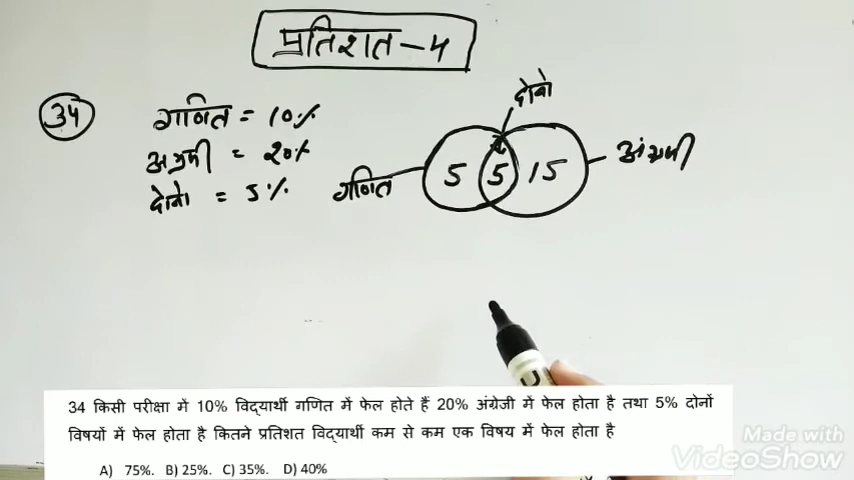 प्रतिशत – 4
34 गणित = 10%
अंग्रेजी = 20%
दोनो = 5%
दोनो
गणित 5 5 15 अंग्रेजी
34 किसी परीक्षा में 10% विद्यार्थी गणित में फेल होते हैं 20% अंग्रेजी में फेल होता है तथा 5% दोनों
विषयों में फेल होता है कितने प्रतिशत विद्यार्थी कम से कम एक विषय में फेल होता है
A) 75%. B) 25%. C) 35%. D) 40%
Made with
VideoShow